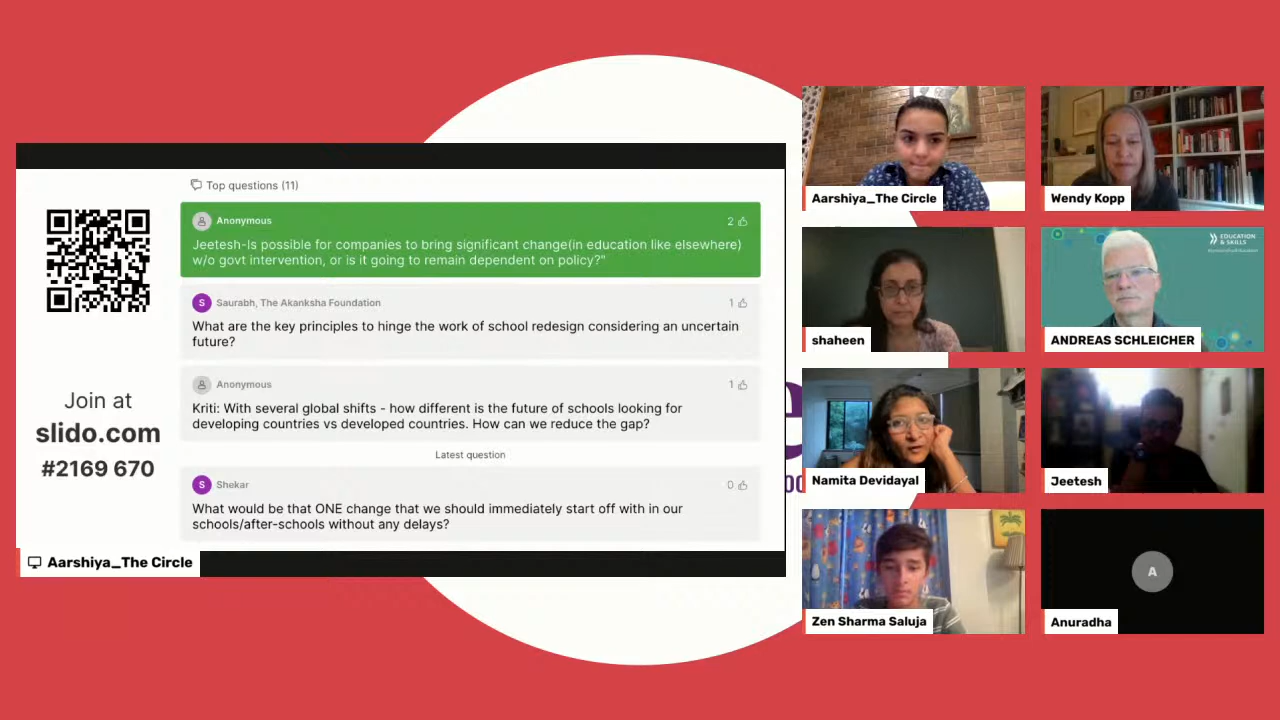 Top questions (11)
Anonymous
2
Jeetesh-Is possible for companies to bring significant change(in education like elsewhere)
w/o govt intervention, or is it going to remain dependent on policy?"
S
Saurabh, The Akanksha Foundation
1
What are the key principles to hinge the work of school redesign considering an uncertain
future?
Anonymous
1
Kriti: With several global shifts - how different is the future of schools looking for
developing countries vs developed countries. How can we reduce the gap?
Latest question
S
Shekar
0
What would be that ONE change that we should immediately start off with in our
schools/after-schools without any delays?
Join at
slido.com
#2169 670
Aarshiya_The Circle
Aarshiya_The Circle
Wendy Kopp
shaheen
EDUCATION
& SKILLS
ANDREAS SCHLEICHER
Namita Devidayal
Jeetesh
Zen Sharma Saluja
A
Anuradha